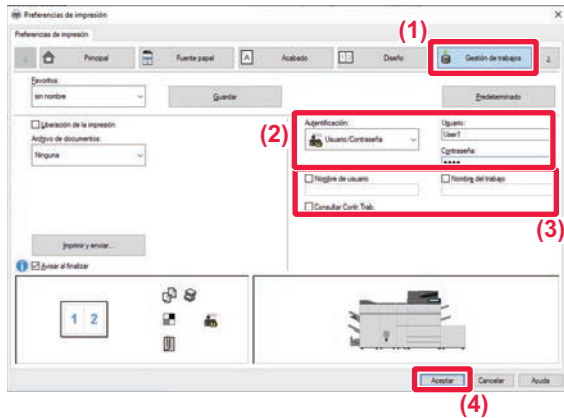 Preferencias de impresión
Preferencias de impresión
(1)
Principal
Fuente papel
Acabado
Diseño
Gestión de trabajos
Favoritos:
sin nombre
Guardar
Predeterminado
Liberación de la impresión
Archivo de documentos:
Ninguna
(2)
Autentificación:
Usuario/Contraseña
Usuario:
User1
Contraseña:
••••
Nombre de usuario
Nombre del trabajo
Consultar Contr. Trab.
(3)
Imprimir y enviar...
Avisar al finalizar
1 2
Aceptar
Cancelar
Ayuda
(4)